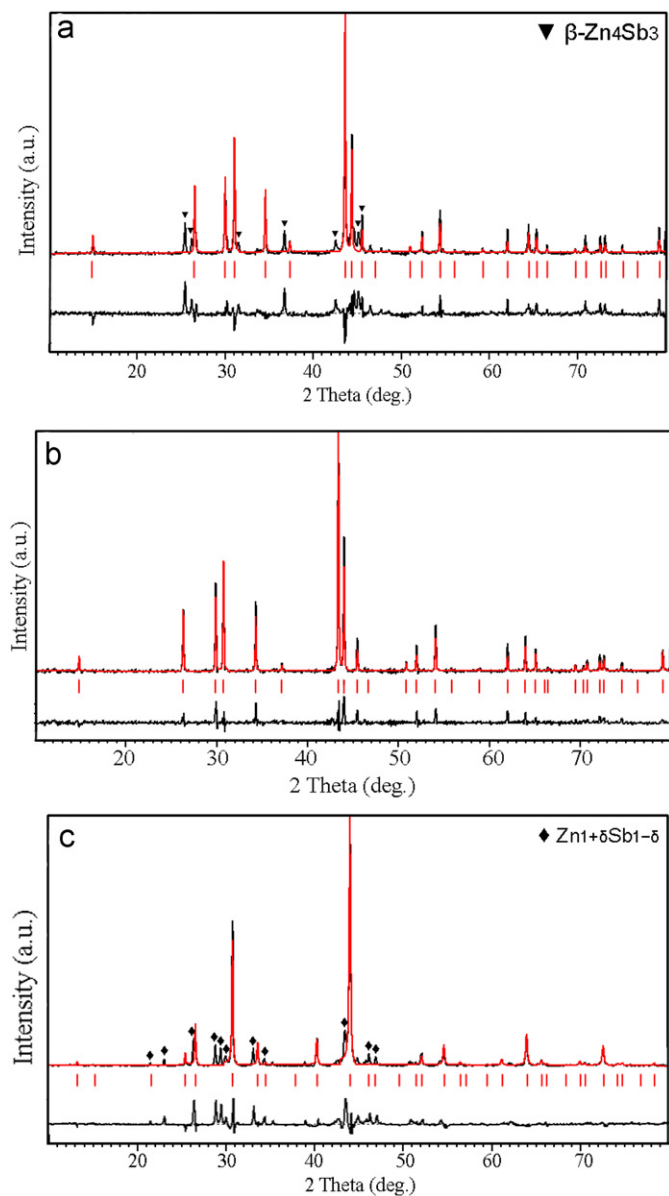 a
▼ β-Zn4Sb3
Intensity (a.u.)
20 30 40 50 60 70
2 Theta (deg.)
b
Intensity (a.u.)
20 30 40 50 60 70
2 Theta (deg.)
c
◆ Zn1+δSb1−δ
Intensity (a.u.)
20 30 40 50 60 70
2 Theta (deg.)